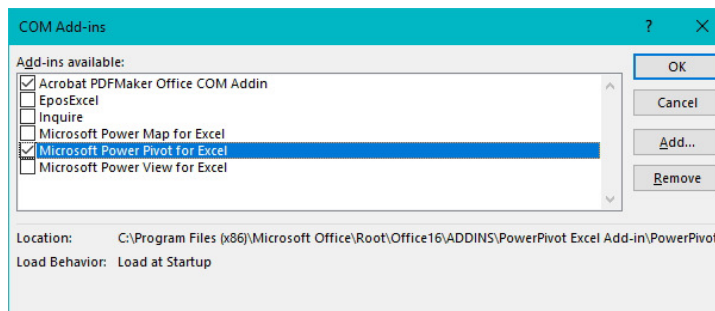 COM Add-ins ? X
Add-ins available:
Acrobat PDFMaker Office COM Addin
EposExcel
Inquire
Microsoft Power Map for Excel
Microsoft Power Pivot for Excel
Microsoft Power View for Excel
OK
Cancel
Add...
Remove
Location: C:\Program Files (x86)\Microsoft Office\Root\Office16\ADDINS\PowerPivot Excel Add-in\PowerPivot
Load Behavior: Load at Startup